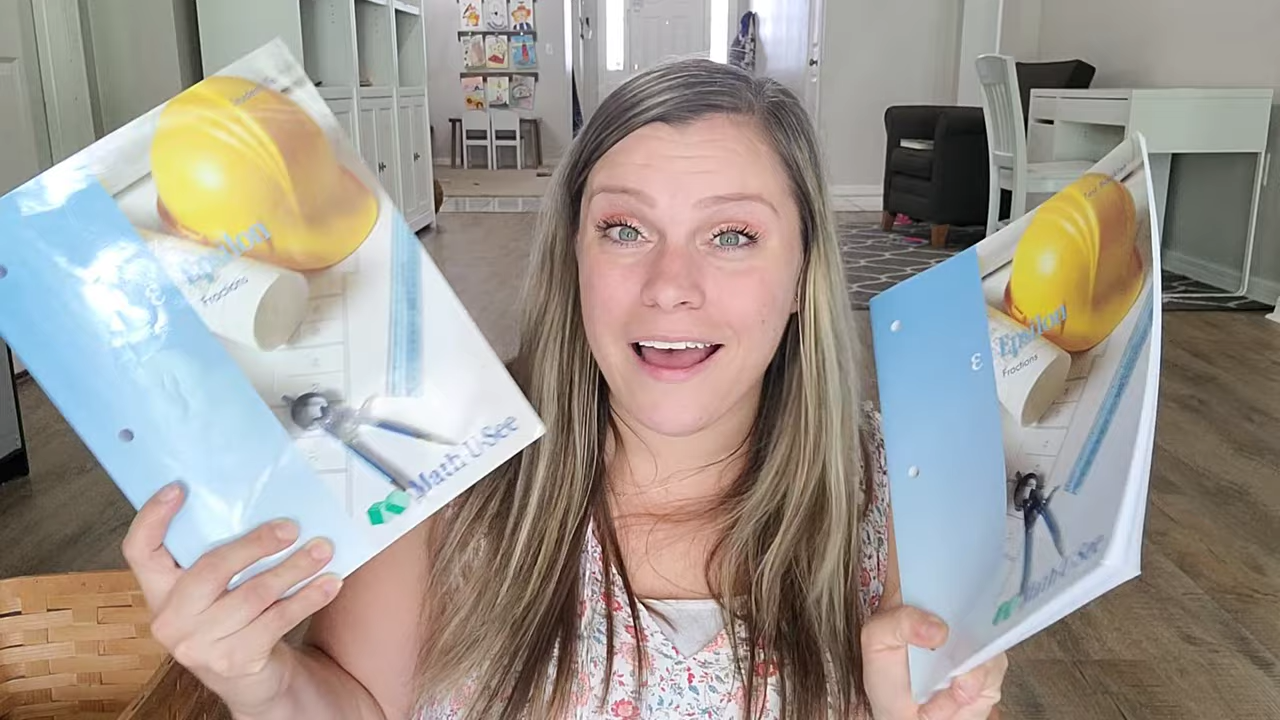 Epsilon
Fractions
Math·U·See
ε Epsilon
Fractions
Math·U·See